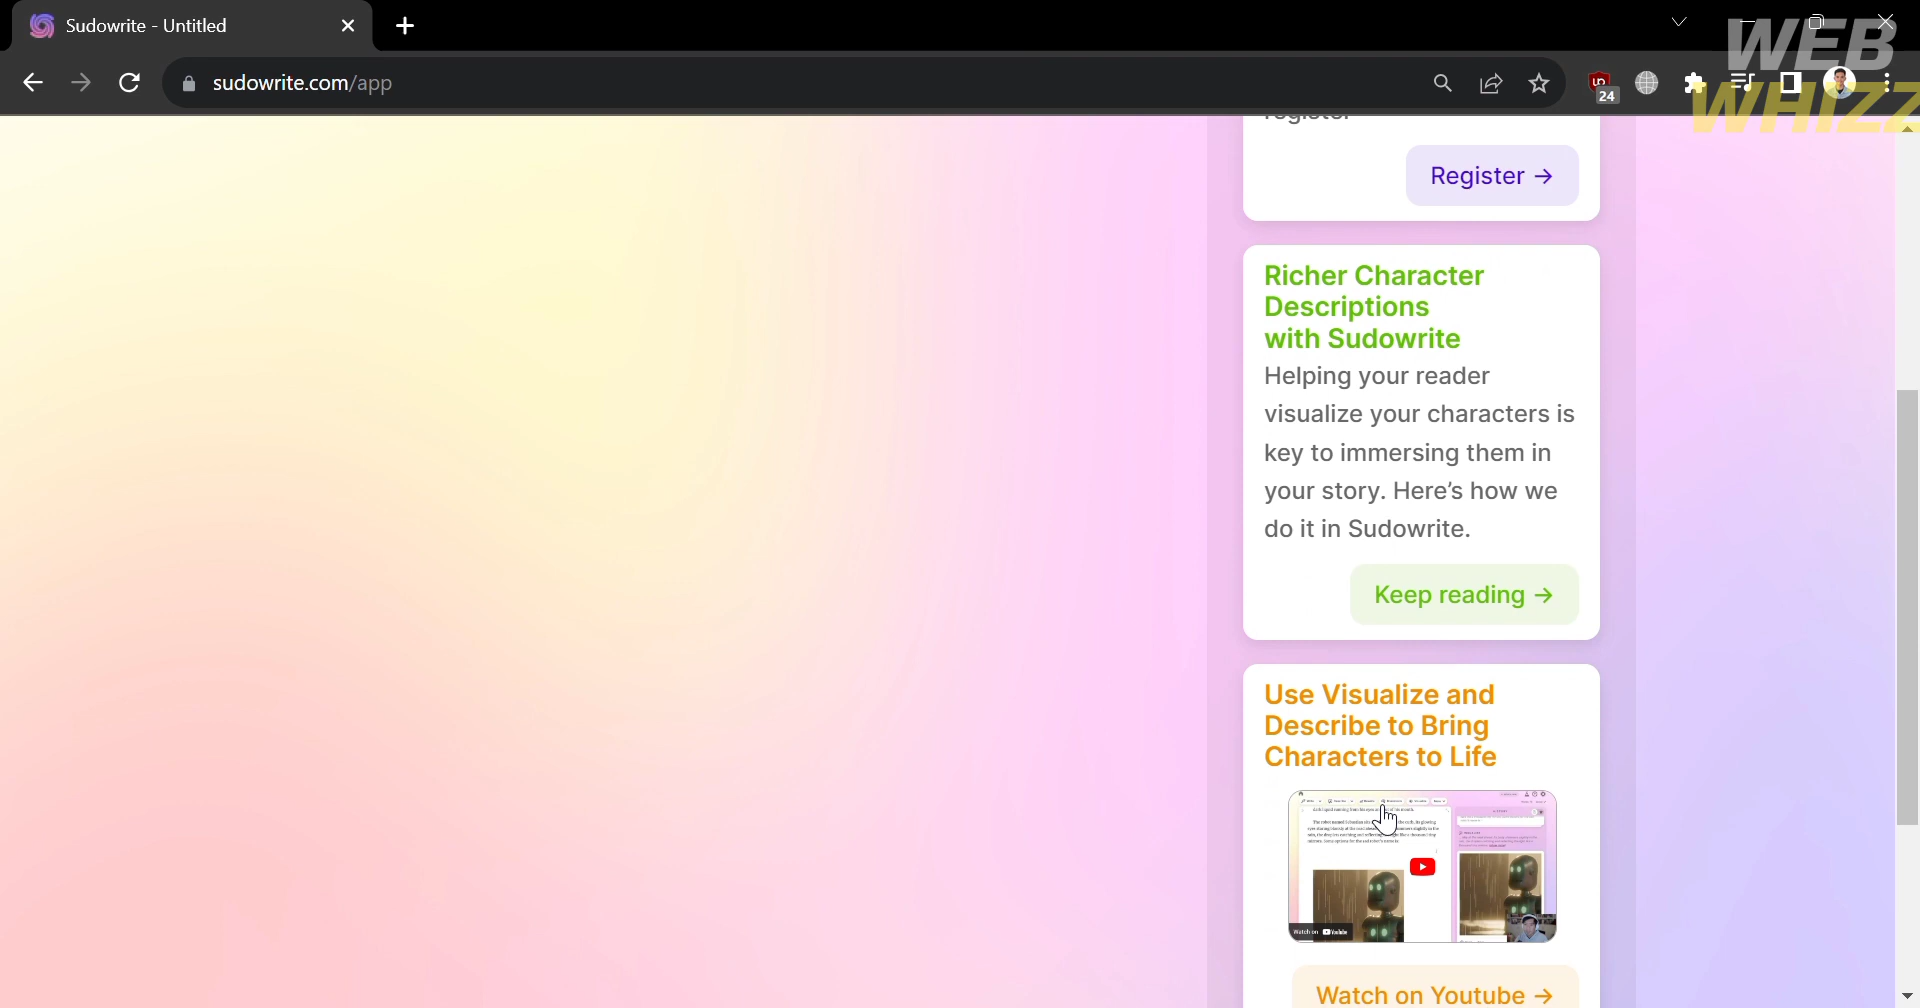 Sudowrite - Untitled
WEB
WHIZZ
sudowrite.com/app
24
register
Register →
Richer Character
Descriptions
with Sudowrite
Helping your reader
visualize your characters is
key to immersing them in
your story. Here's how we
do it in Sudowrite.
Keep reading →
Use Visualize and
Describe to Bring
Characters to Life
Watch on YouTube
Watch on Youtube →